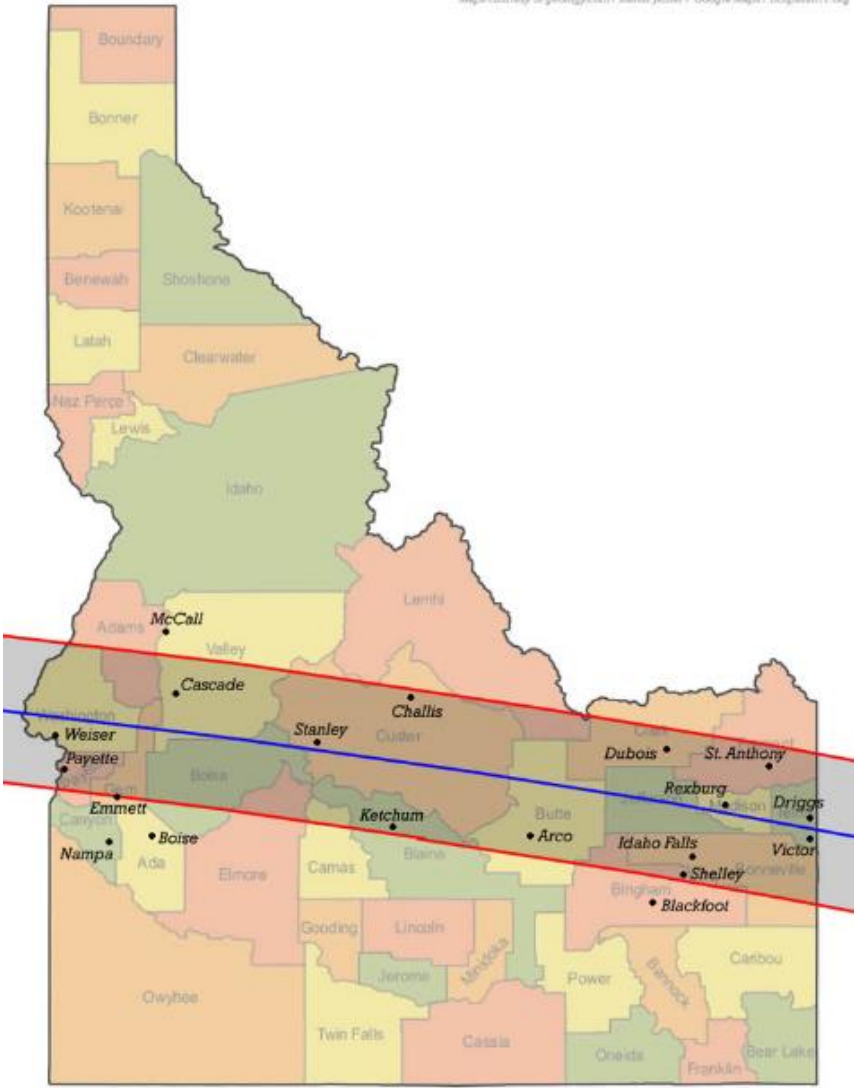 Boundary
Bonner
Kootenai
Benewah
Shoshone
Latah
Clearwater
Nez Perce
Lewis
Idaho
Lemhi
McCall
Adams
Valley
Cascade
Challis
Washington
Weiser
Stanley
Custer
Clark
Dubois
St. Anthony
Payette
Boise
Rexburg
Gem
Jefferson
Madison
Driggs
Emmett
Ketchum
Butte
Canyon
Boise
Arco
Idaho Falls
Victor
Nampa
Ada
Blaine
Elmore
Camas
Shelley
Bonneville
Bingham
Blackfoot
Gooding
Lincoln
Minidoka
Jerome
Power
Bannock
Caribou
Owyhee
Twin Falls
Cassia
Oneida
Franklin
Bear Lake